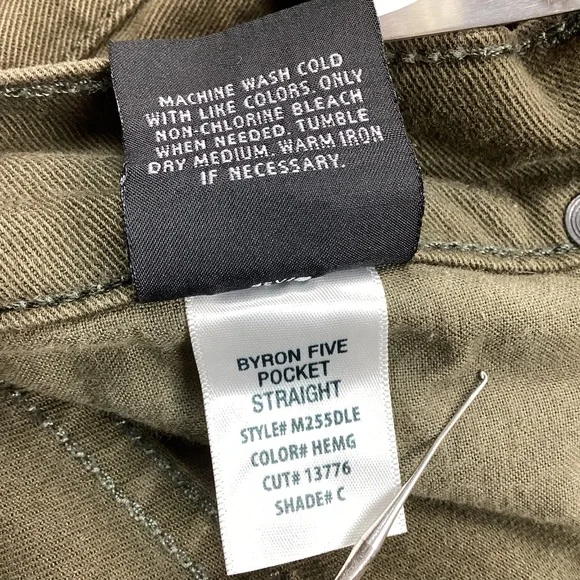 MACHINE WASH COLD
WITH LIKE COLORS. ONLY
NON-CHLORINE BLEACH
WHEN NEEDED. TUMBLE
DRY MEDIUM. WARM IRON
IF NECESSARY.
BYRON FIVE
POCKET
STRAIGHT
STYLE# M255DLE
COLOR# HEMG
CUT# 13776
SHADE# C